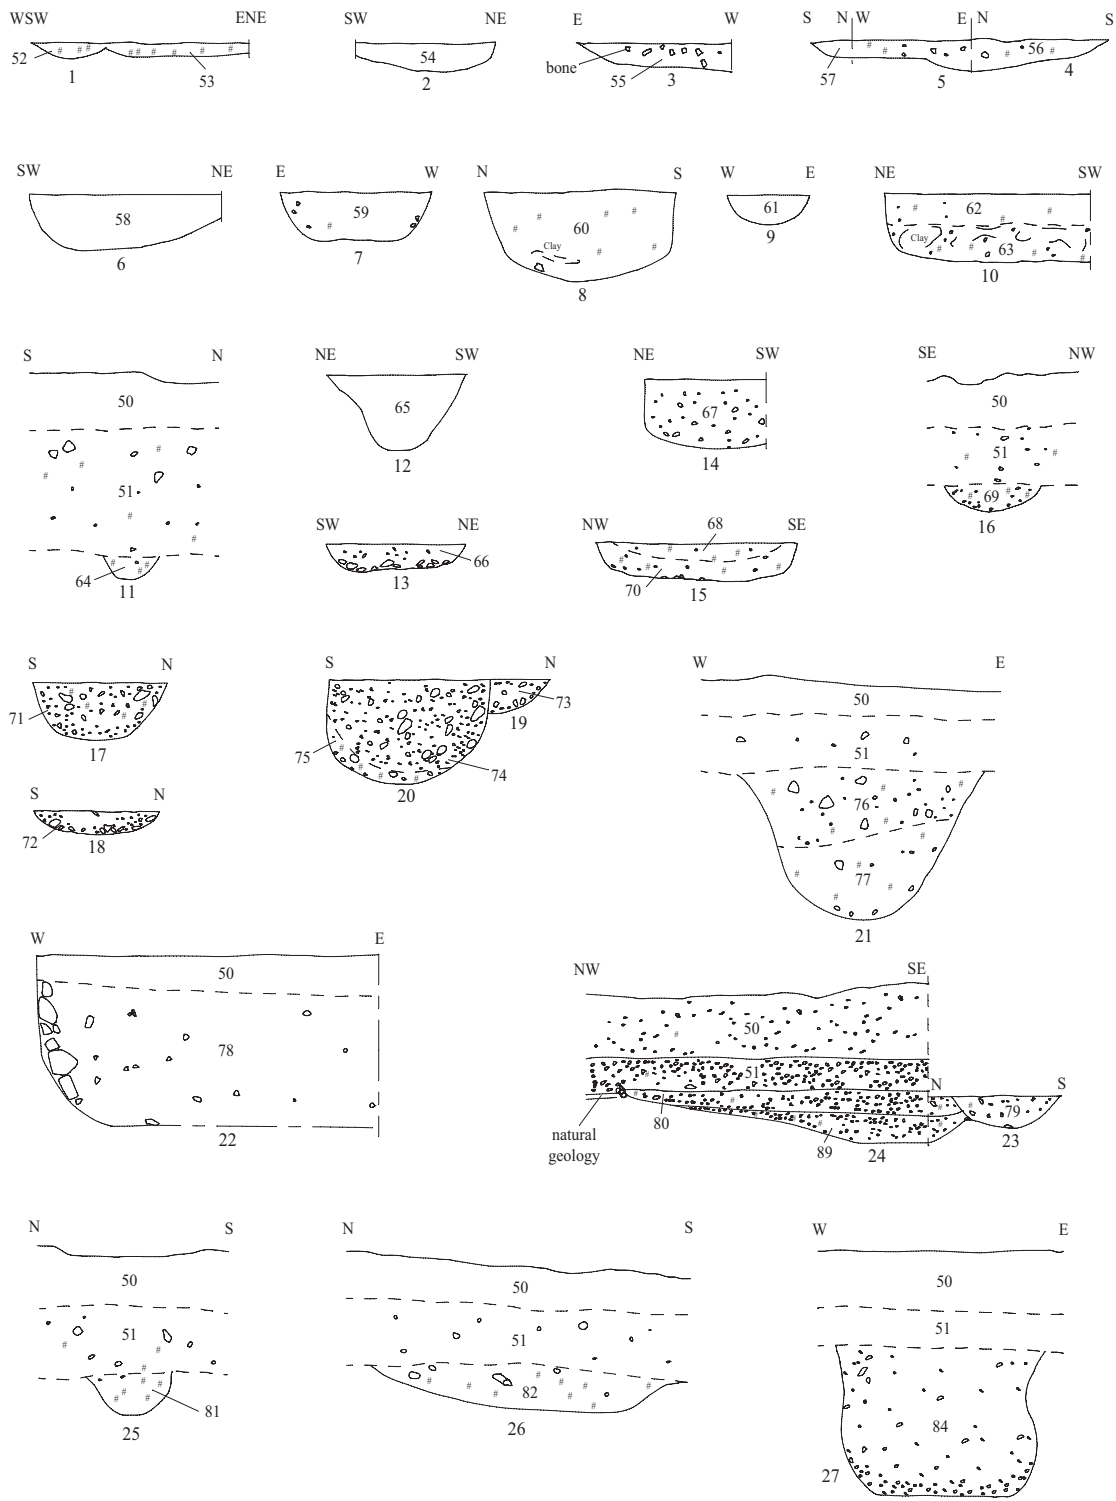 WSW ENE
52
53
1
SW NE
54
2
E W
bone
55
3
S N W E N S
57
56
5
4
SW NE
58
6
E W
59
7
N S
60
Clay
8
W E
61
9
NE SW
62
Clay
63
10
S N
50
51
64
11
NE SW
65
12
SW NE
66
13
NE SW
67
14
NW SE
68
70
15
SE NW
50
51
69
16
S N
71
17
S N
72
18
S N
73
19
75
74
20
W E
50
51
76
77
21
W E
50
78
22
NW SE
50
51
N S
79
23
80
natural
geology
89
24
N S
50
51
81
25
N S
50
51
82
26
W E
50
51
84
27